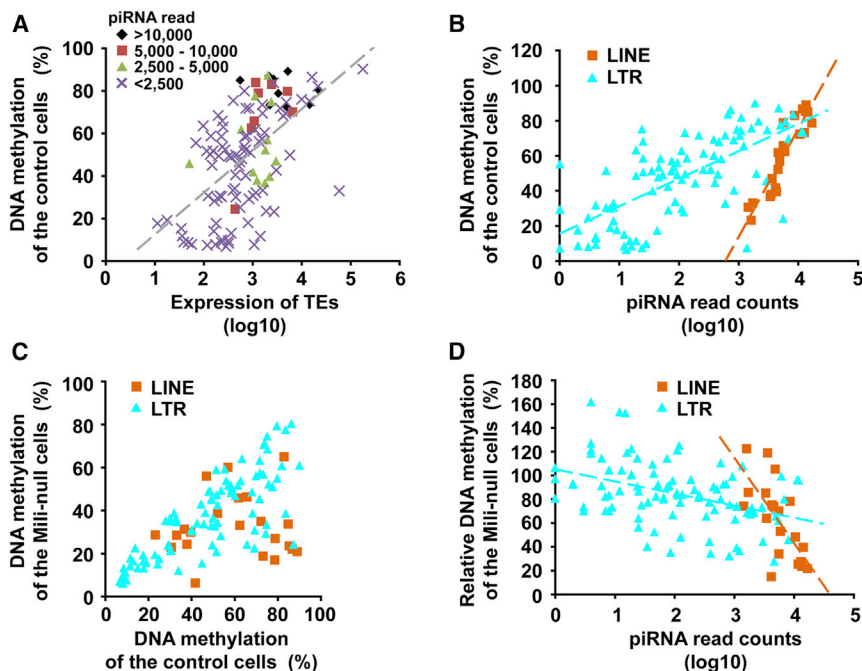 A
piRNA read
>10,000
5,000 - 10,000
2,500 - 5,000
<2,500
DNA methylation
of the control cells (%)
100
80
60
40
20
0
0 1 2 3 4 5 6
Expression of TEs
(log10)
B
LINE
LTR
DNA methylation
of the control cells (%)
120
100
80
60
40
20
0
0 1 2 3 4 5
piRNA read counts
(log10)
C
LINE
LTR
DNA methylation
of the Mili-null cells (%)
100
80
60
40
20
0
0 20 40 60 80 100
DNA methylation
of the control cells (%)
D
LINE
LTR
Relative DNA methylation
of the Mili-null cells (%)
180
160
140
120
100
80
60
40
20
0
0 1 2 3 4 5
piRNA read counts
(log10)